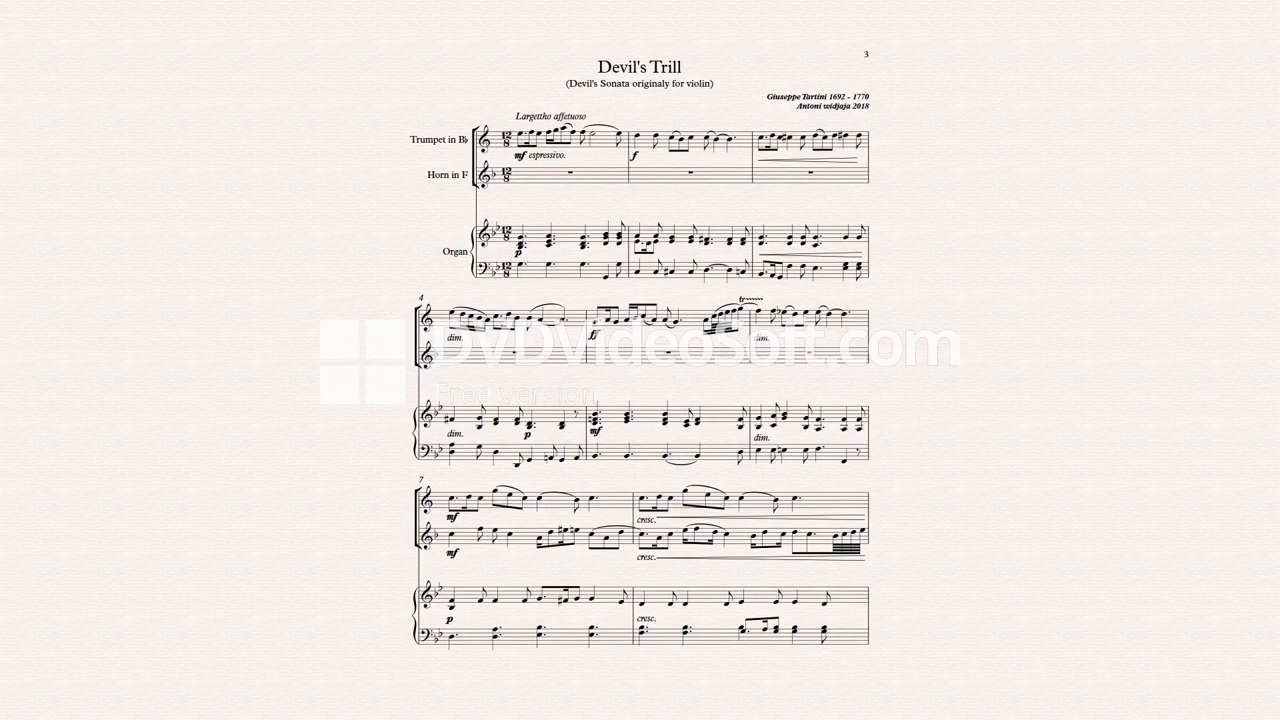 3
Devil's Trill
(Devil's Sonata originaly for violin)
Giuseppe Tartini 1692 - 1770
Antoni widjaja 2018
Largettho affetuoso
Trumpet in B♭
mf espressivo.
f
Horn in F
Organ
p
4
tr
dim.
ff
dim.
DVDVideoSoft.com
Free version
dim.
p
mf
dim.
7
mf
cresc.
mf
cresc.
p
cresc.